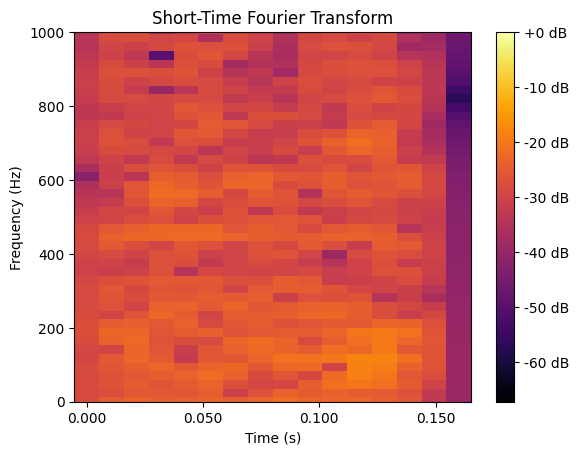 Short-Time Fourier Transform
Frequency (Hz)
1000
800
600
400
200
0
0.000
0.050
0.100
0.150
Time (s)
+0 dB
-10 dB
-20 dB
-30 dB
-40 dB
-50 dB
-60 dB